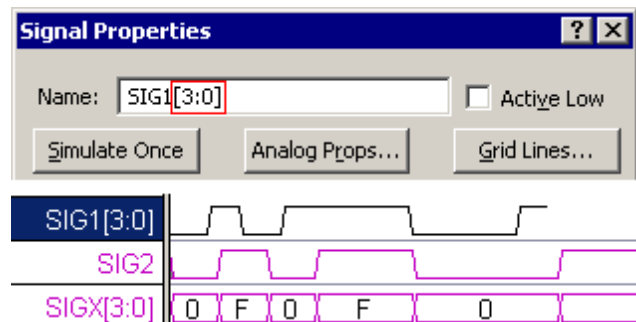 Signal Properties ? X
Name: SIG1[3:0] Active Low
Simulate Once Analog Props... Grid Lines...
SIG1[3:0]
SIG2
SIGX[3:0] 0 F 0 F 0